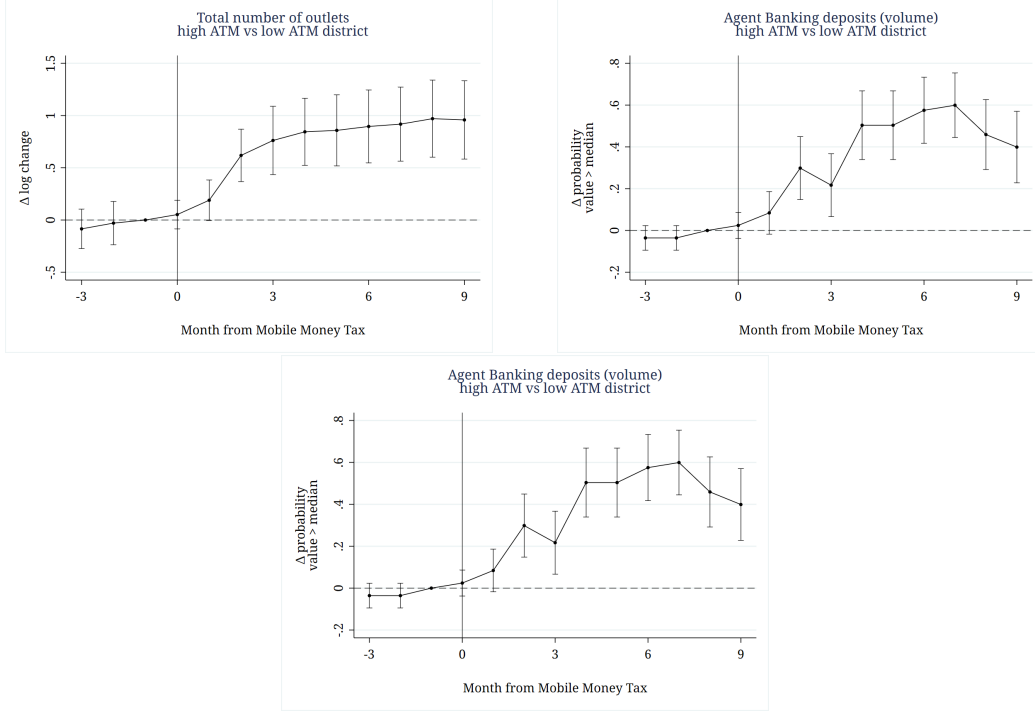 Total number of outlets
high ATM vs low ATM district
Δ log change
1.5
1
.5
0
-.5
-3
0
3
6
9
Month from Mobile Money Tax
Agent Banking deposits (volume)
high ATM vs low ATM district
Δ probability
value > median
.8
.6
.4
.2
0
-.2
-3
0
3
6
9
Month from Mobile Money Tax
Agent Banking deposits (volume)
high ATM vs low ATM district
Δ probability
value > median
.8
.6
.4
.2
0
-.2
-3
0
3
6
9
Month from Mobile Money Tax